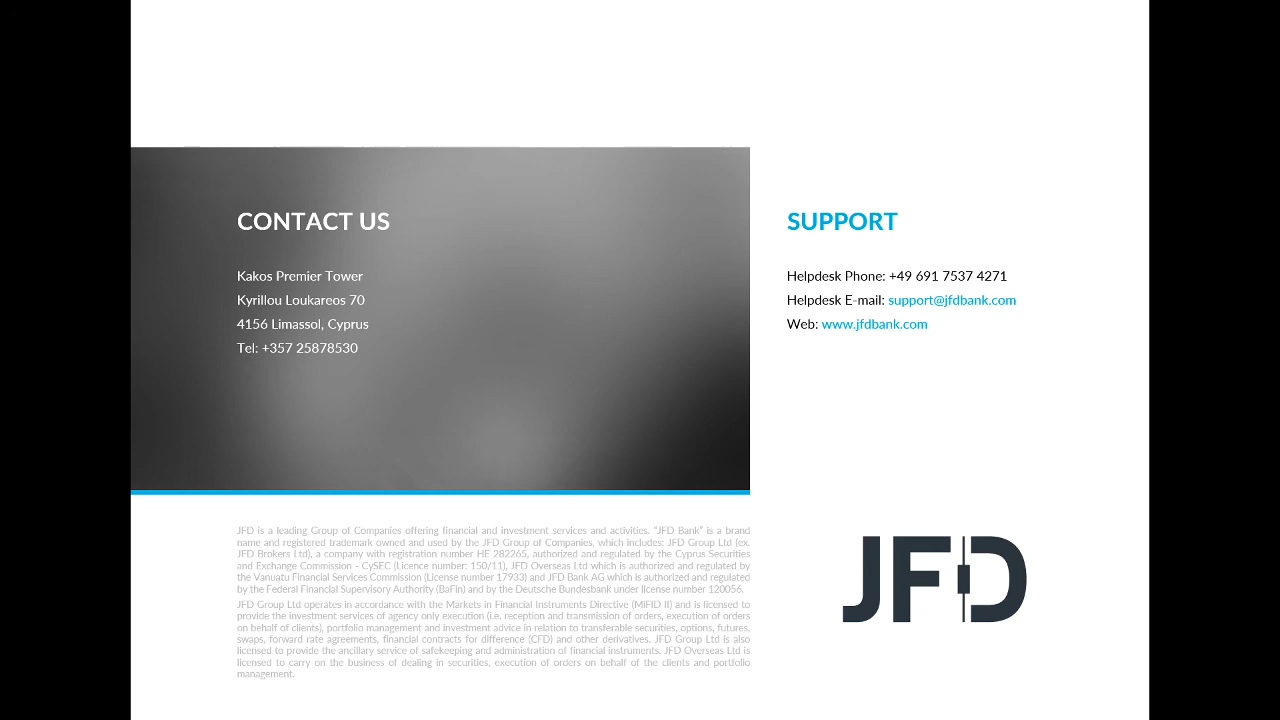 CONTACT US
Kakos Premier Tower
Kyrillou Loukareos 70
4156 Limassol, Cyprus
Tel: +357 25878530
SUPPORT
Helpdesk Phone: +49 691 7537 4271
Helpdesk E-mail: support@jfdbank.com
Web: www.jfdbank.com
JFD is a leading Group of Companies offering financial and investment services and activities. "JFD Bank" is a brand
name and registered trademark owned and used by the JFD Group of Companies, which includes: JFD Group Ltd (ex.
JFD Brokers Ltd), a company with registration number HE 282265, authorized and regulated by the Cyprus Securities
and Exchange Commission - CySEC (Licence number: 150/11), JFD Overseas Ltd which is authorized and regulated by
the Vanuatu Financial Services Commission (License number 17933) and JFD Bank AG which is authorized and regulated
by the Federal Financial Supervisory Authority (BaFin) and by the Deutsche Bundesbank under license number 120056.
JFD Group Ltd operates in accordance with the Markets in Financial Instruments Directive (MiFID II) and is licensed to
provide the investment services of agency only execution (i.e. reception and transmission of orders, execution of orders
on behalf of clients), portfolio management and investment advice in relation to transferable securities, options, futures,
swaps, forward rate agreements, financial contracts for difference (CFD) and other derivatives. JFD Group Ltd is also
licensed to provide the ancillary service of safekeeping and administration of financial instruments. JFD Overseas Ltd is
licensed to carry on the business of dealing in securities, execution of orders on behalf of the clients and portfolio
management.
JFD